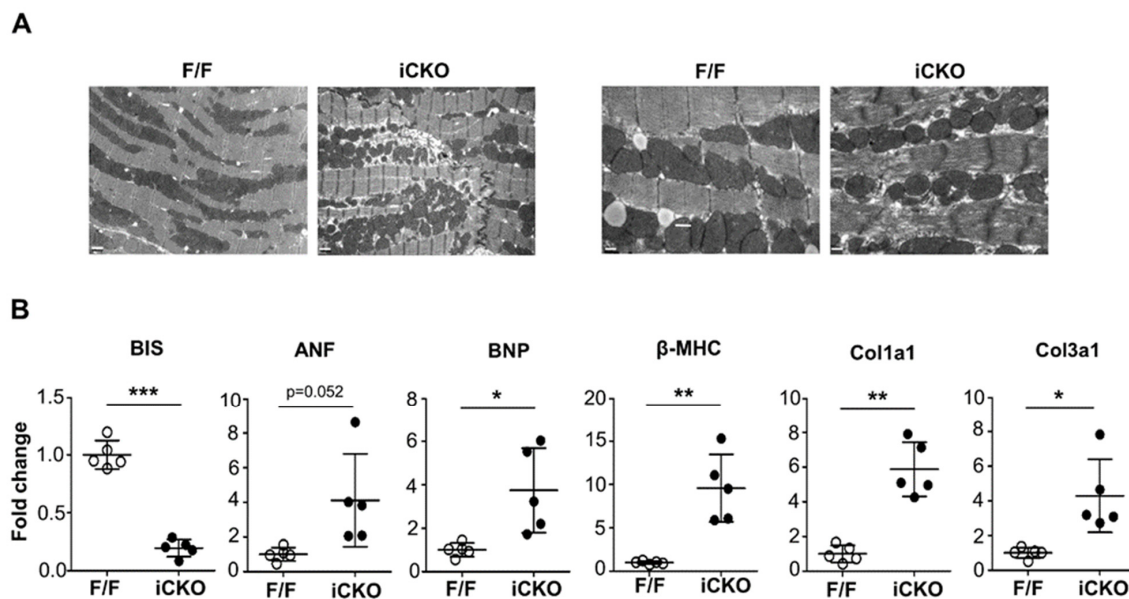 A
F/F iCKO F/F iCKO
B
BIS ANF BNP β-MHC Col1a1 Col3a1
*** p=0.052 * ** ** *
Fold change
1.5 1.0 0.5 0.0
10 8 6 4 2 0
8 6 4 2 0
20 15 10 5 0
10 8 6 4 2 0
10 8 6 4 2 0
F/F iCKO F/F iCKO F/F iCKO F/F iCKO F/F iCKO F/F iCKO